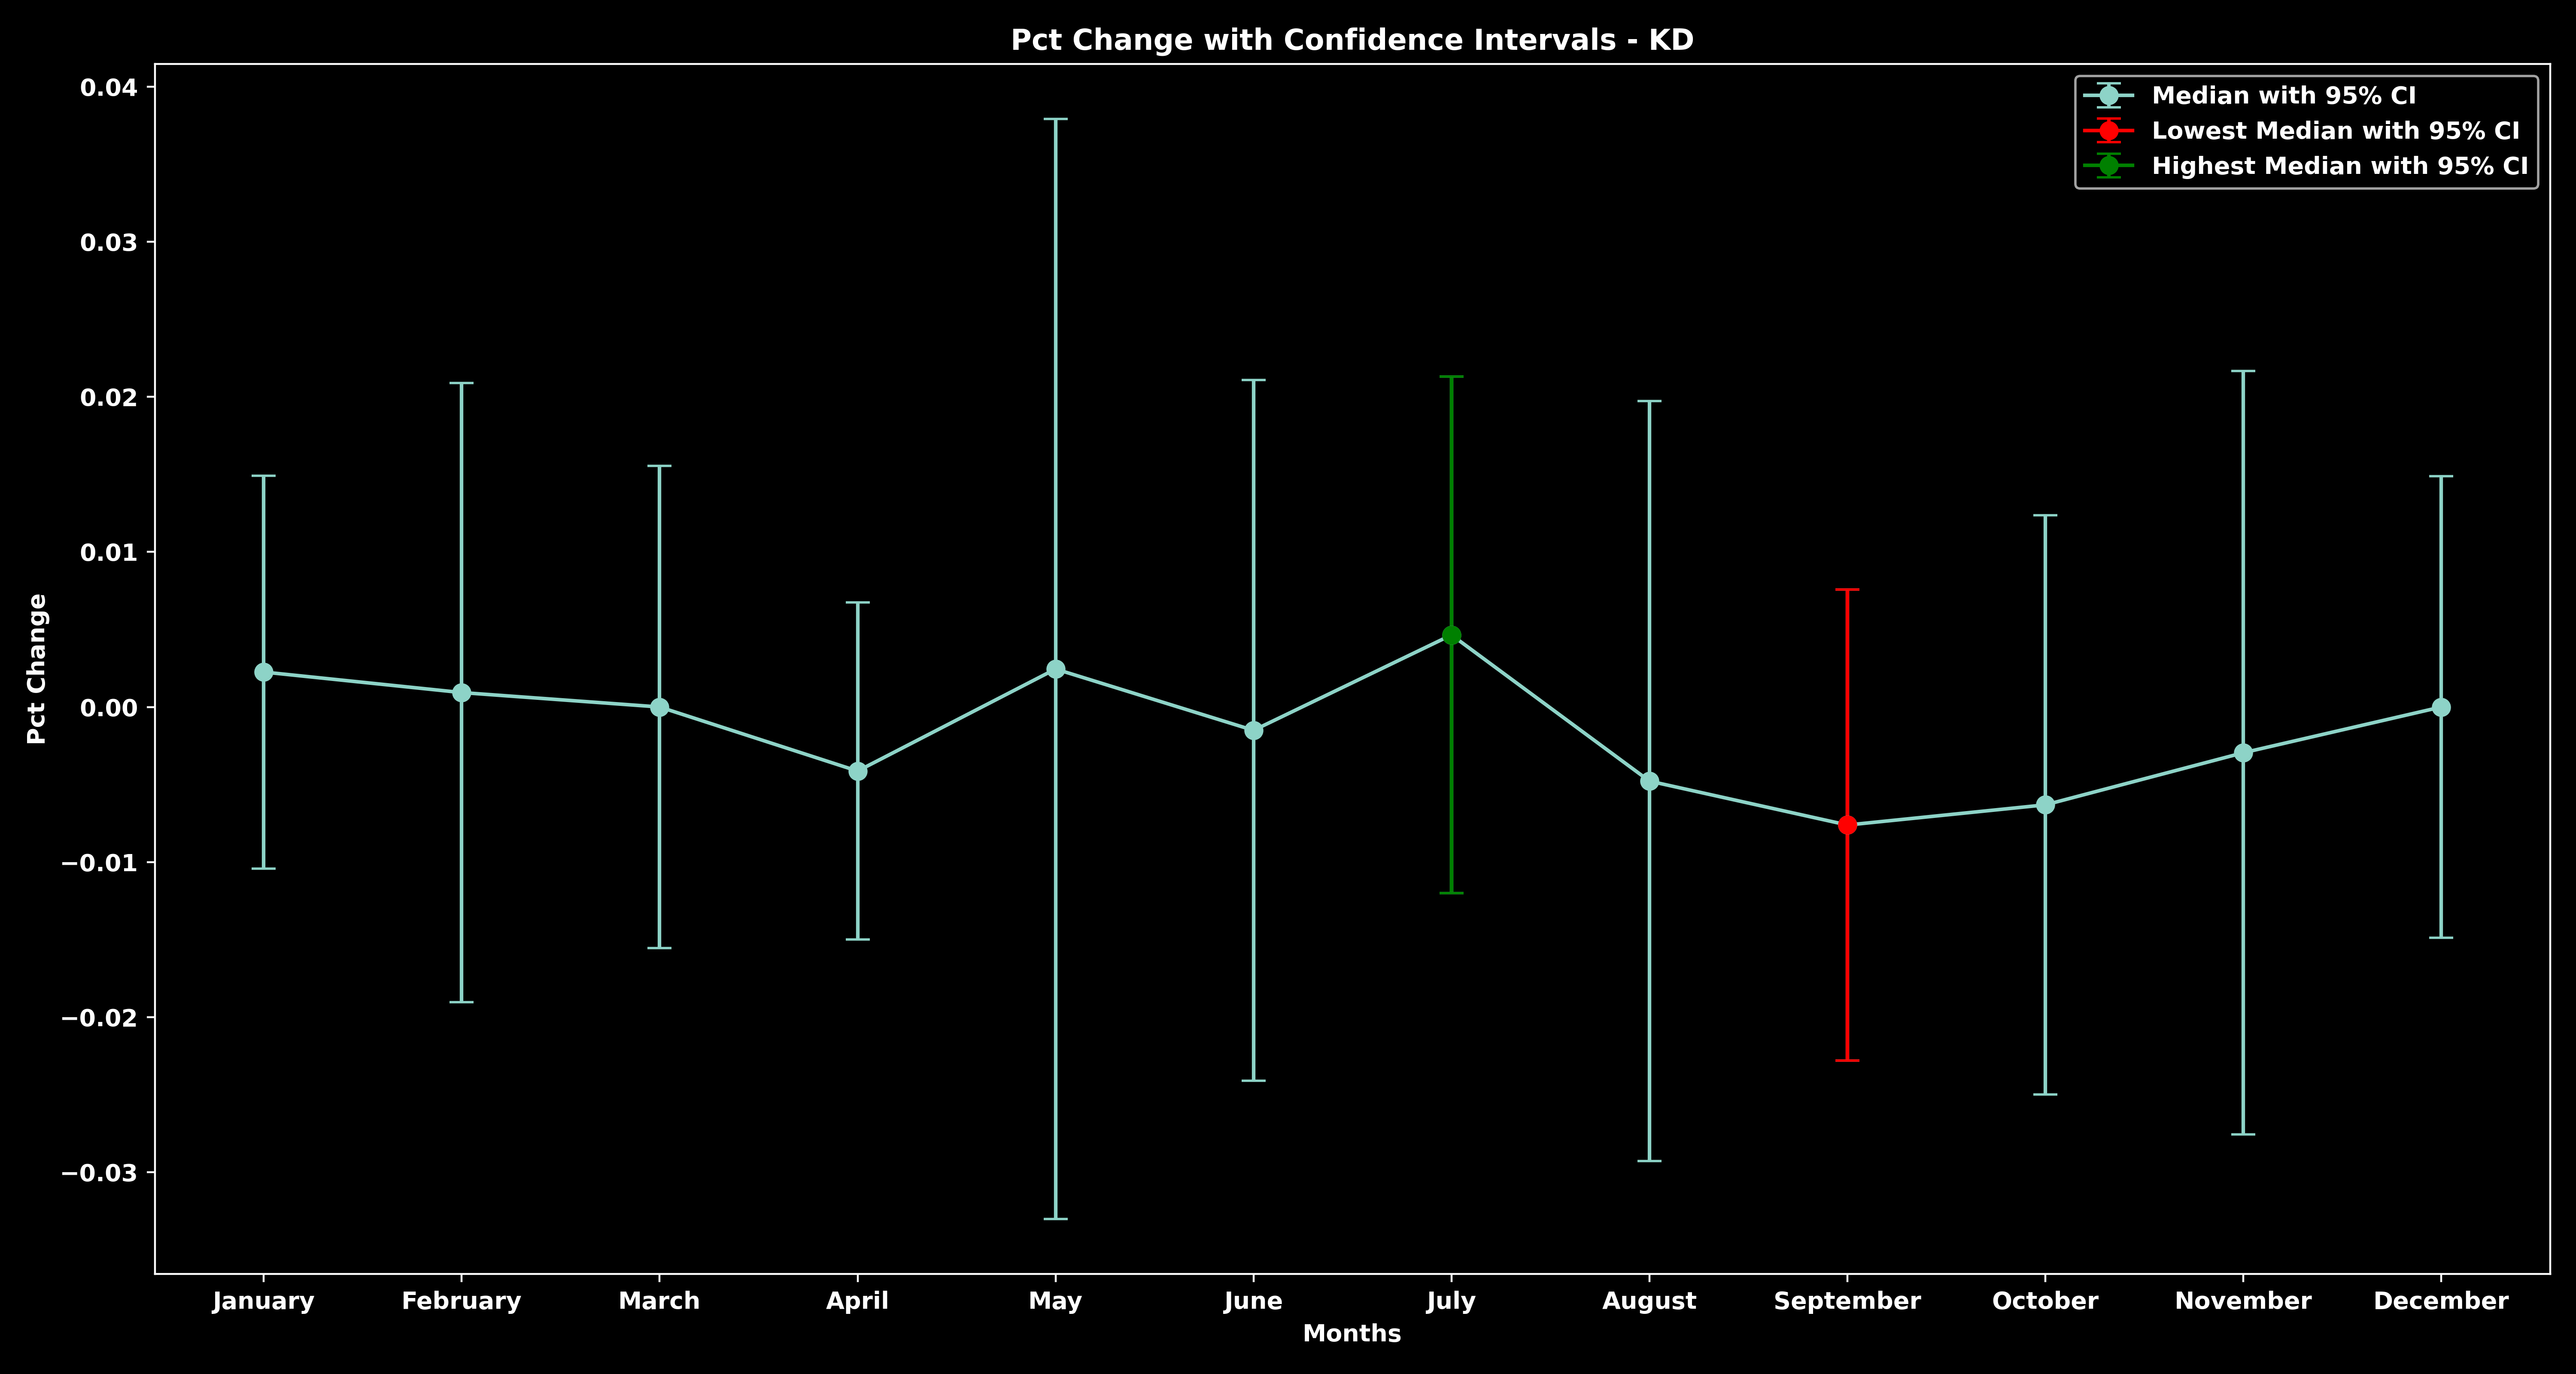 Pct Change with Confidence Intervals - KD
Median with 95% CI
Lowest Median with 95% CI
Highest Median with 95% CI
Pct Change
0.04
0.03
0.02
0.01
0.00
−0.01
−0.02
−0.03
January February March April May June July August September October November December
Months